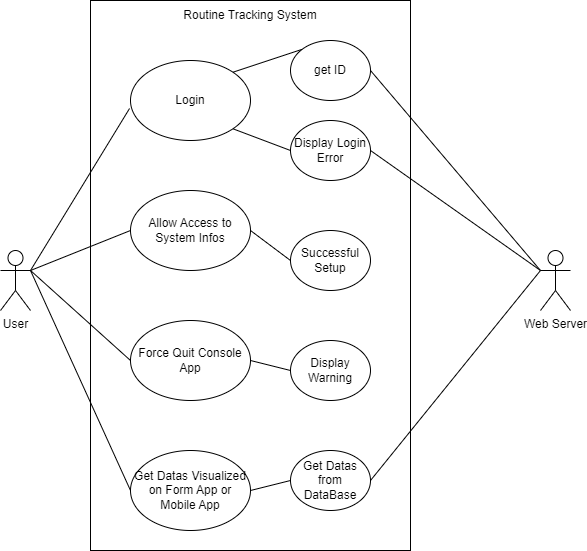 Routine Tracking System
Login
get ID
Display Login
Error
Allow Access to
System Infos
Successful
Setup
User
Web Server
Force Quit Console
App
Display
Warning
Get Datas Visualized
on Form App or
Mobile App
Get Datas
from
DataBase